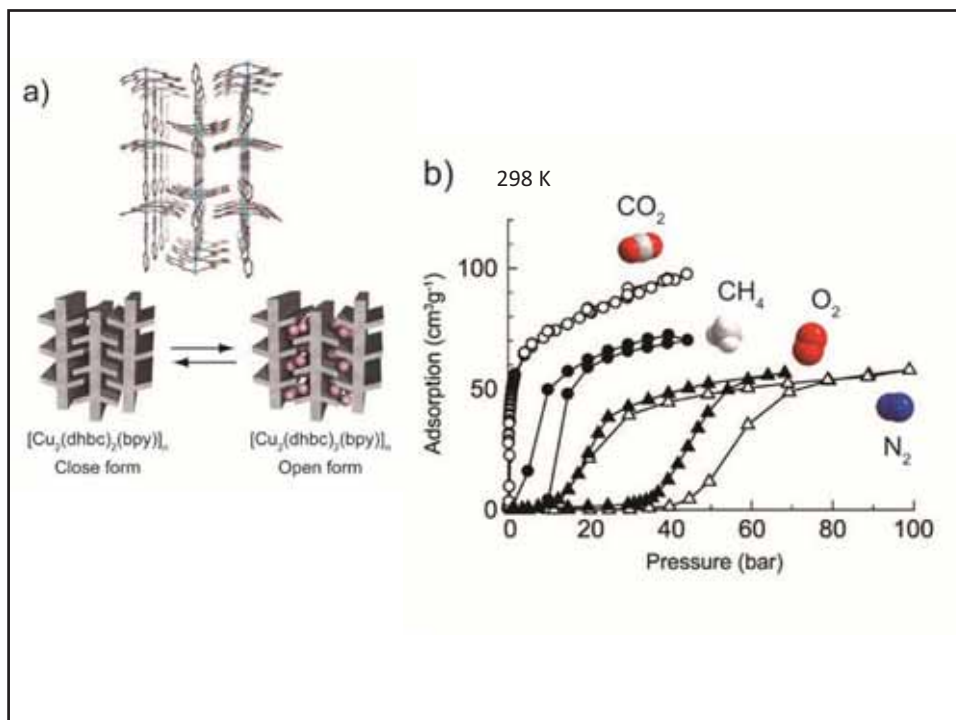 a)
[Cu₂(dhbc)₂(bpy)]ₙ
Close form
[Cu₂(dhbc)₂(bpy)]ₙ
Open form
b)
298 K
CO₂
CH₄
O₂
N₂
Adsorption (cm³g⁻¹)
100
50
0
0 20 40 60 80 100
Pressure (bar)